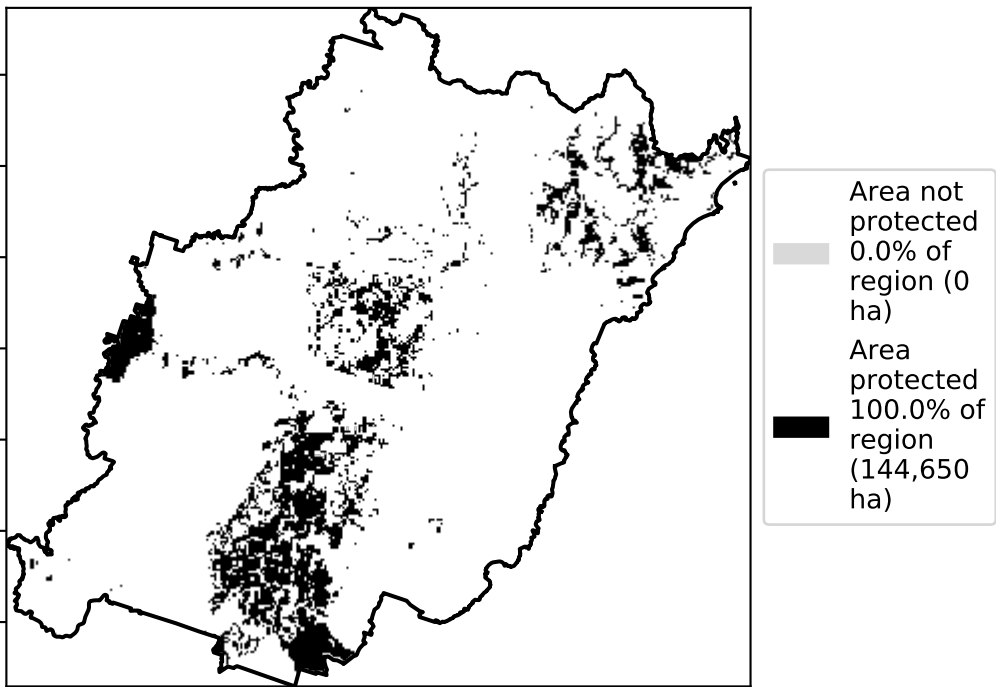 Area not
protected
0.0% of
region (0
ha)
Area
protected
100.0% of
region
(144,650
ha)